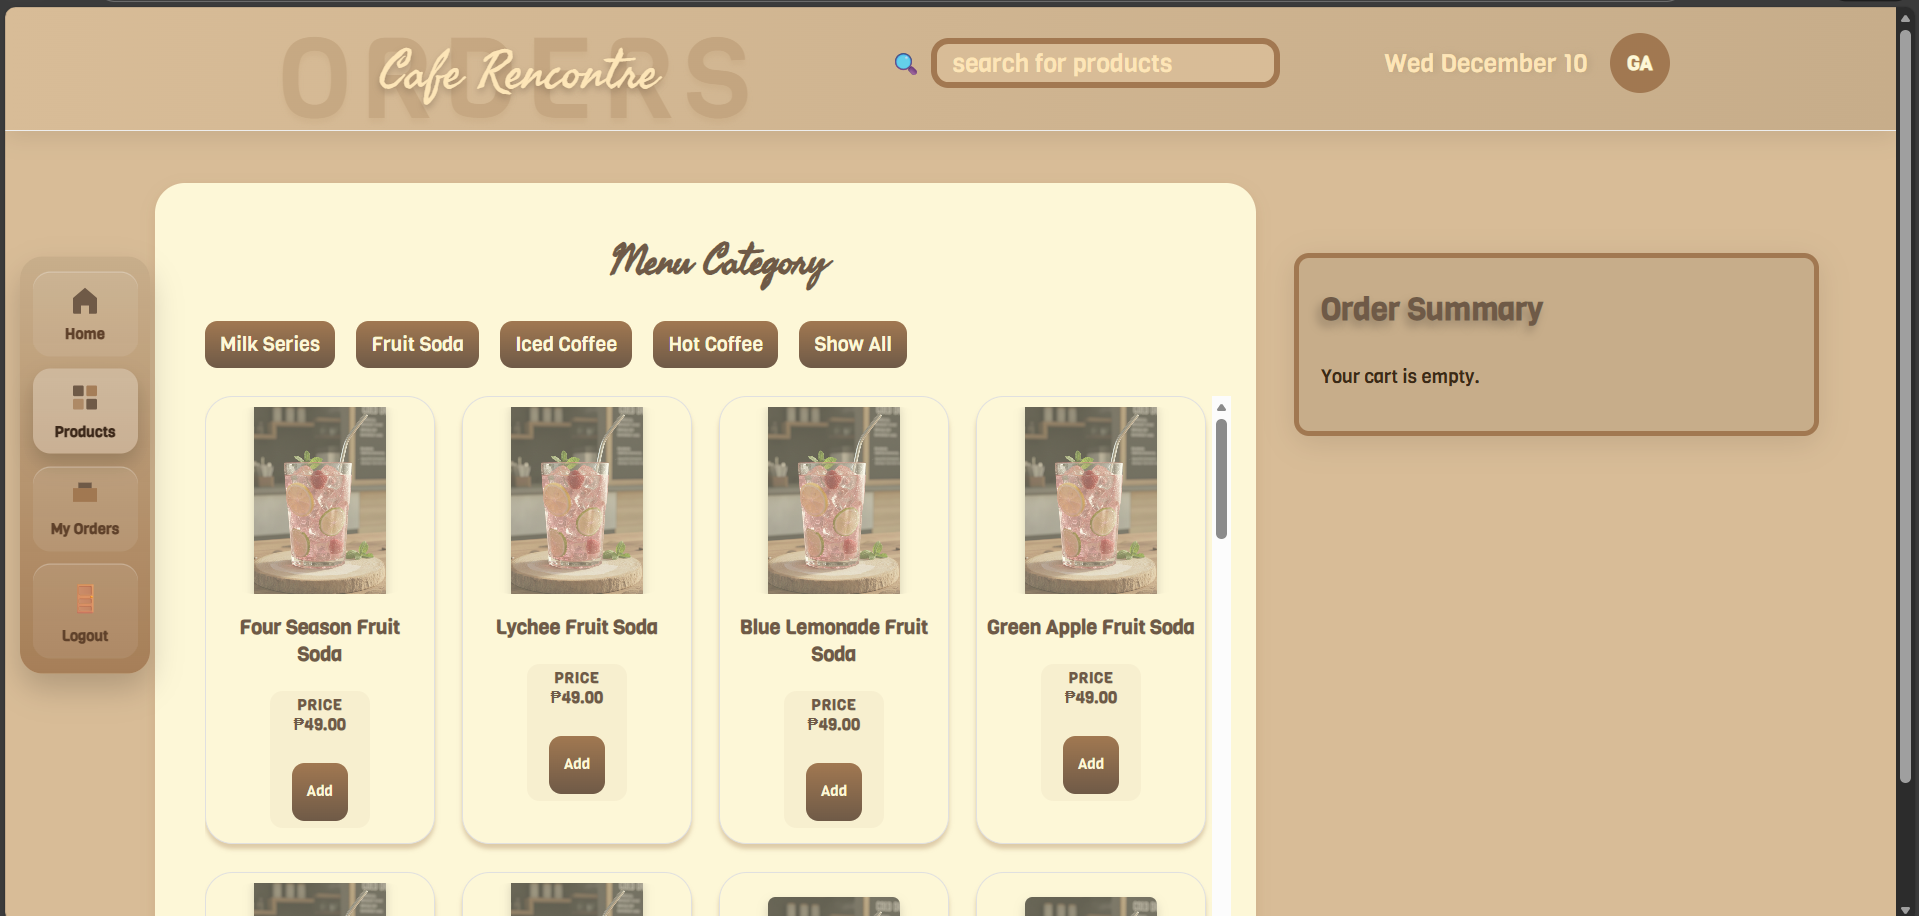 ORDERS
Cafe Rencontre
search for products
Wed December 10
GA
Home
Products
My Orders
Logout
Menu Category
Milk Series
Fruit Soda
Iced Coffee
Hot Coffee
Show All
Four Season Fruit
Soda
PRICE
₱49.00
Add
Lychee Fruit Soda
PRICE
₱49.00
Add
Blue Lemonade Fruit
Soda
PRICE
₱49.00
Add
Green Apple Fruit Soda
PRICE
₱49.00
Add
Order Summary
Your cart is empty.